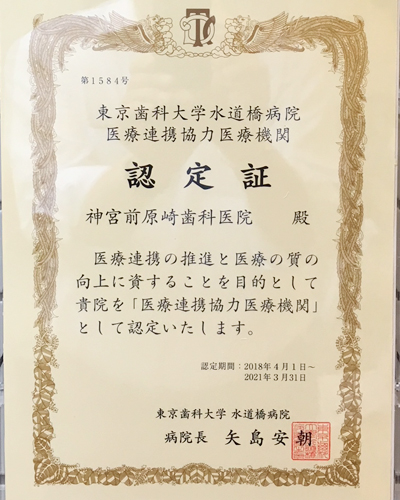 第1584号
東京歯科大学水道橋病院
医療連携協力医療機関
認定証
神宮前原崎歯科医院 殿
医療連携の推進と医療の質の
向上に資することを目的として
貴院を「医療連携協力医療機関」
として認定いたします。
認定期間：2018年4月1日～
2021年3月31日
東京歯科大学 水道橋病院
病院長 矢島安朝